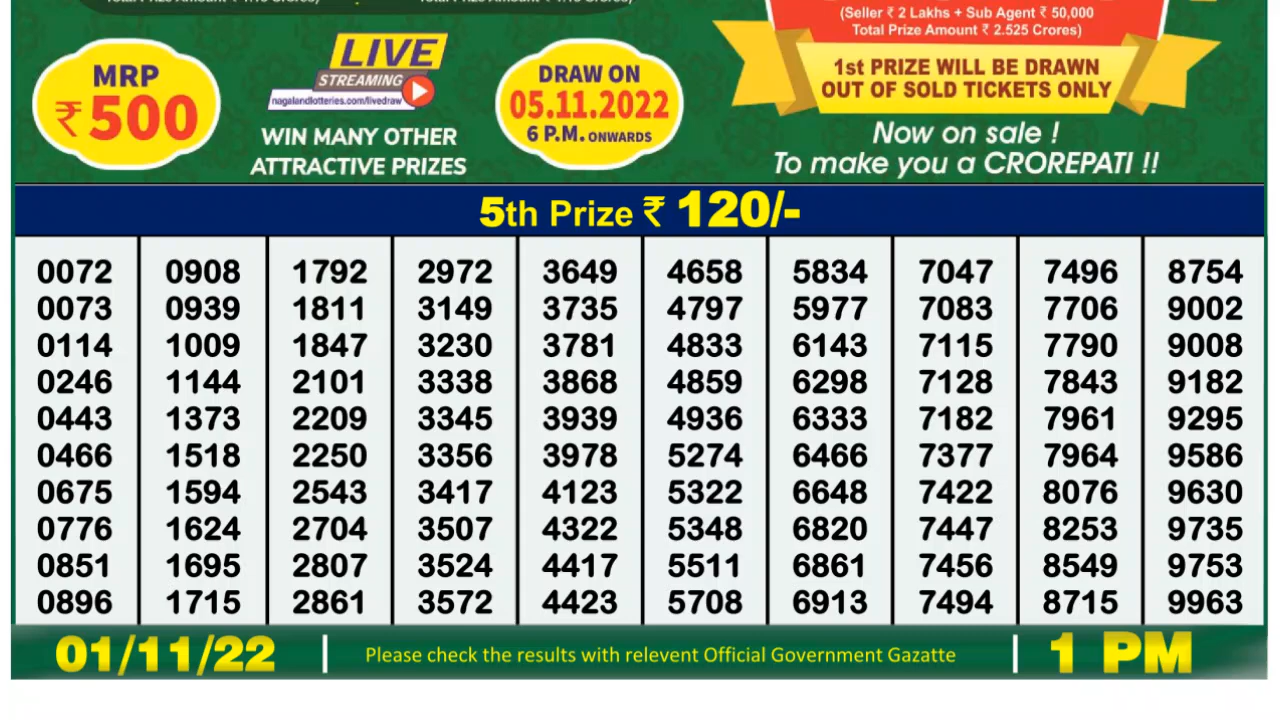 (Seller ₹ 2 Lakhs + Sub Agent ₹ 50,000
Total Prize Amount ₹ 2.525 Crores)
MRP
₹ 500
LIVE
STREAMING
nagalandlotteries.com/livedraw
WIN MANY OTHER
ATTRACTIVE PRIZES
DRAW ON
05.11.2022
6 P.M. ONWARDS
1st PRIZE WILL BE DRAWN
OUT OF SOLD TICKETS ONLY
Now on sale !
To make you a CROREPATI !!
5th Prize ₹ 120/-
0072 0908 1792 2972 3649 4658 5834 7047 7496 8754
0073 0939 1811 3149 3735 4797 5977 7083 7706 9002
0114 1009 1847 3230 3781 4833 6143 7115 7790 9008
0246 1144 2101 3338 3868 4859 6298 7128 7843 9182
0443 1373 2209 3345 3939 4936 6333 7182 7961 9295
0466 1518 2250 3356 3978 5274 6466 7377 7964 9586
0675 1594 2543 3417 4123 5322 6648 7422 8076 9630
0776 1624 2704 3507 4322 5348 6820 7447 8253 9735
0851 1695 2807 3524 4417 5511 6861 7456 8549 9753
0896 1715 2861 3572 4423 5708 6913 7494 8715 9963
01/11/22
Please check the results with relevent Official Government Gazatte
1 PM